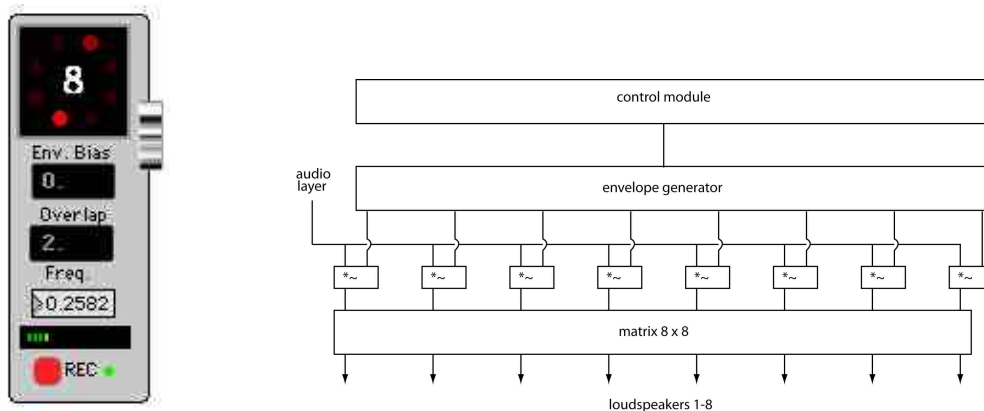 8
Env. Bias
0.
Overlap
2.
Freq.
0.2582
REC
control module
envelope generator
audio
layer
*~ *~ *~ *~ *~ *~ *~ *~
matrix 8 x 8
loudspeakers 1-8